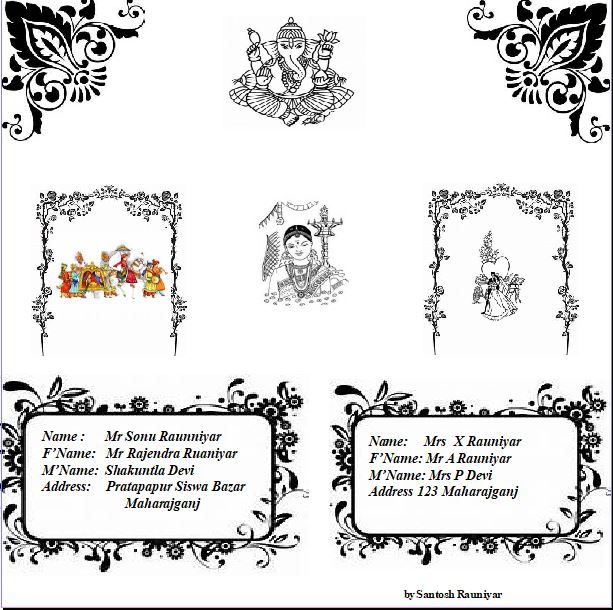 Name : Mr Sonu Raunniyar
F’Name: Mr Rajendra Ruaniyar
M’Name: Shakuntla Devi
Address: Pratapapur Siswa Bazar
Maharajganj
Name: Mrs X Rauniyar
F’Name: Mr A Rauniyar
M’Name: Mrs P Devi
Address 123 Maharajganj
by Santosh Rauniyar